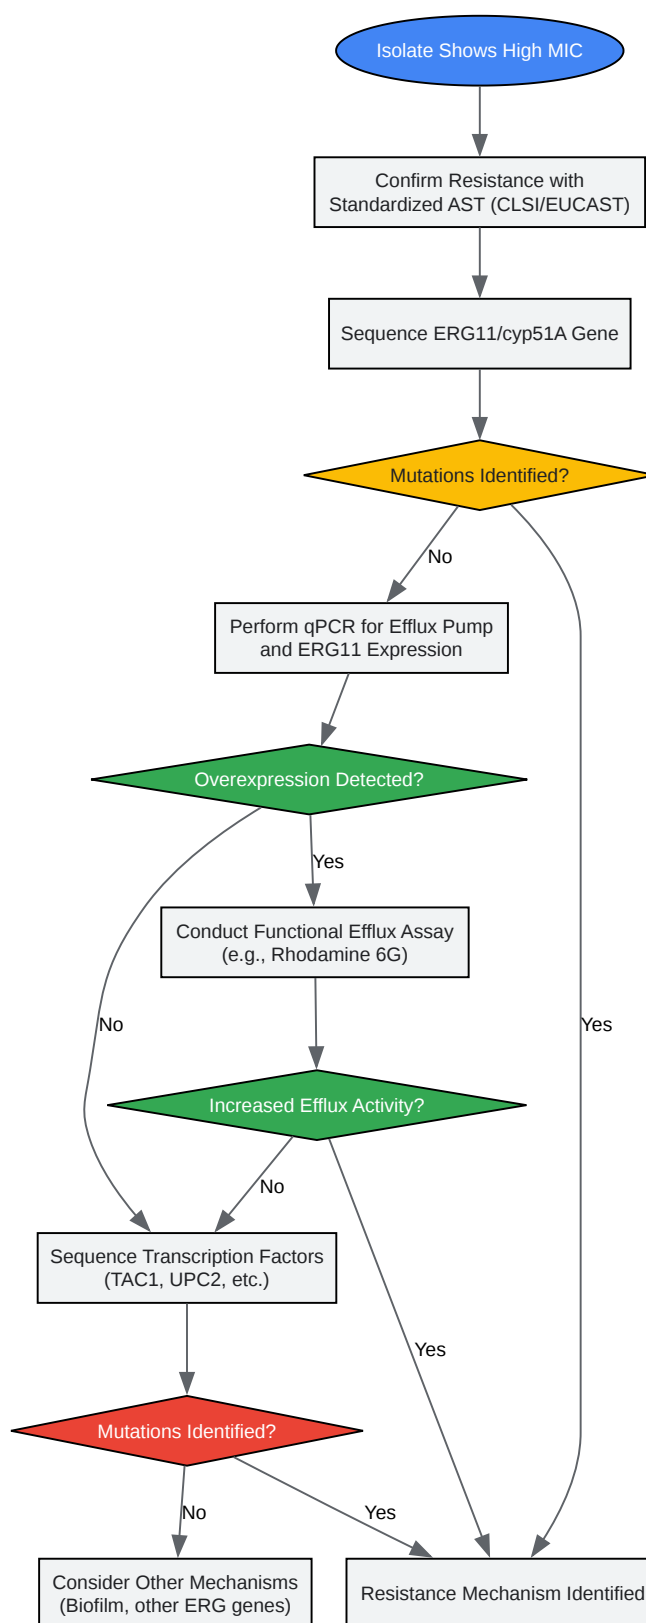 Isolate Shows High MIC
Confirm Resistance with
Standardized AST (CLSI/EUCAST)
Sequence ERG11/cyp51A Gene
Mutations Identified?
No
Perform qPCR for Efflux Pump
and ERG11 Expression
Overexpression Detected?
Yes
Conduct Functional Efflux Assay
(e.g., Rhodamine 6G)
No
Yes
Increased Efflux Activity?
No
Sequence Transcription Factors
(TAC1, UPC2, etc.)
Yes
Mutations Identified?
No
Yes
Consider Other Mechanisms
(Biofilm, other ERG genes)
Resistance Mechanism Identified